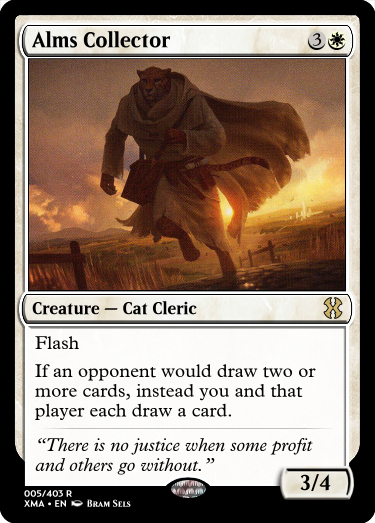 Alms Collector 3
Creature — Cat Cleric
Flash
If an opponent would draw two or
more cards, instead you and that
player each draw a card.
“There is no justice when some profit
and others go without.”
3/4
005/403 R
XMA • EN Bram Sels